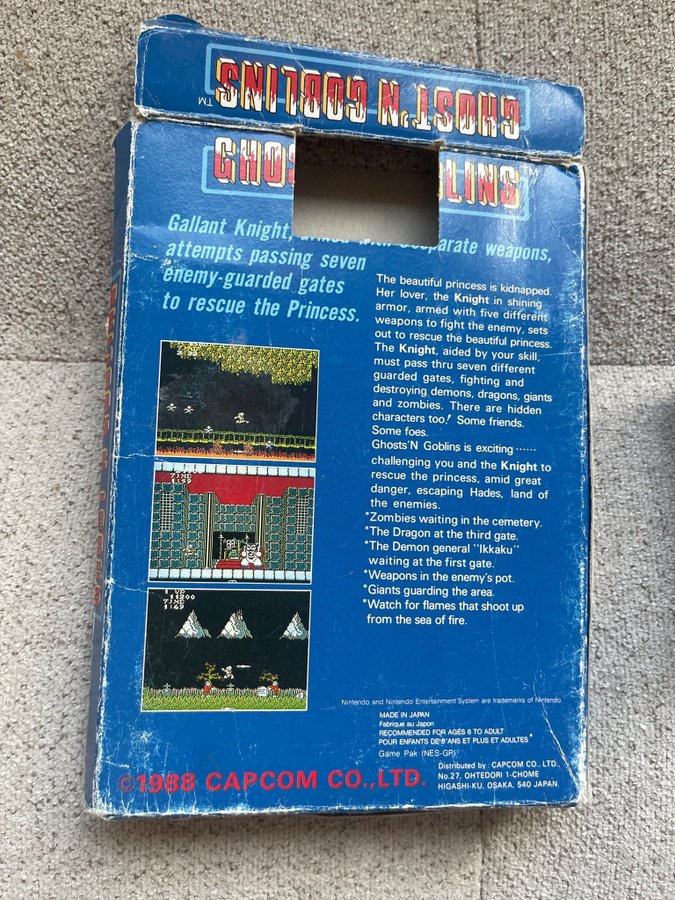 GHOST'N GOBLINS™
GHOS LINS
Gallant Knight, separate weapons,
attempts passing seven
enemy-guarded gates
to rescue the Princess.
The beautiful princess is kidnapped.
Her lover, the Knight in shining
armor, armed with five different
weapons to fight the enemy, sets
out to rescue the beautiful princess.
The Knight, aided by your skill,
must pass thru seven different
guarded gates, fighting and
destroying demons, dragons, giants
and zombies. There are hidden
characters too! Some friends.
Some foes.
Ghosts'N Goblins is exciting ······
challenging you and the Knight to
rescue the princess, amid great
danger, escaping Hades, land of
the enemies.
*Zombies waiting in the cemetery.
*The Dragon at the third gate.
*The Demon general "Ikkaku"
waiting at the first gate.
*Weapons in the enemy's pot.
*Giants guarding the area.
*Watch for flames that shoot up
from the sea of fire.
1 UP
11200
TIME
1:49
Nintendo and Nintendo Entertainment System are trademarks of Nintendo
MADE IN JAPAN
Fabrique au Japon
RECOMMENDED FOR AGES 8 TO ADULT
POUR ENFANTS DE 8 ANS ET PLUS ET ADULTES*
Game Pak (NES-GP)
Distributed by : CAPCOM CO., LTD.
No.27, OHTEDORI 1-CHOME
HIGASHI-KU, OSAKA, 540 JAPAN
©1988 CAPCOM CO.,LTD.